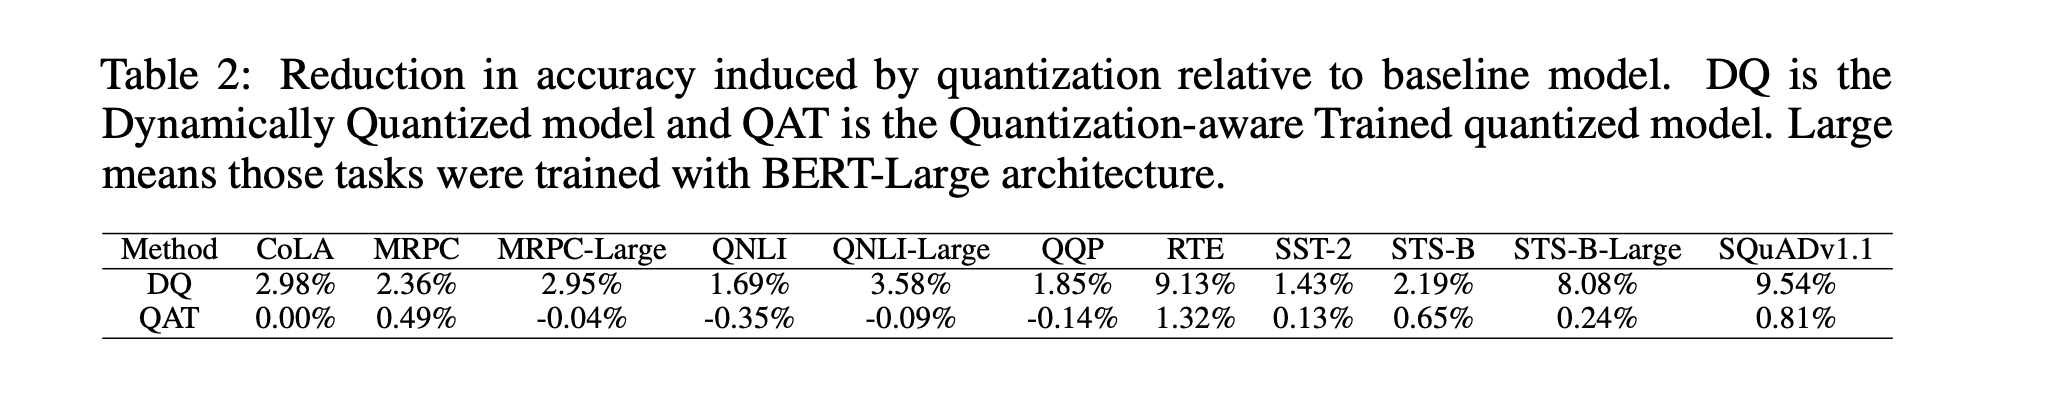 Table 2: Reduction in accuracy induced by quantization relative to baseline model. DQ is the
Dynamically Quantized model and QAT is the Quantization-aware Trained quantized model. Large
means those tasks were trained with BERT-Large architecture.
Method CoLA MRPC MRPC-Large QNLI QNLI-Large QQP RTE SST-2 STS-B STS-B-Large SQuADv1.1
DQ 2.98% 2.36% 2.95% 1.69% 3.58% 1.85% 9.13% 1.43% 2.19% 8.08% 9.54%
QAT 0.00% 0.49% -0.04% -0.35% -0.09% -0.14% 1.32% 0.13% 0.65% 0.24% 0.81%